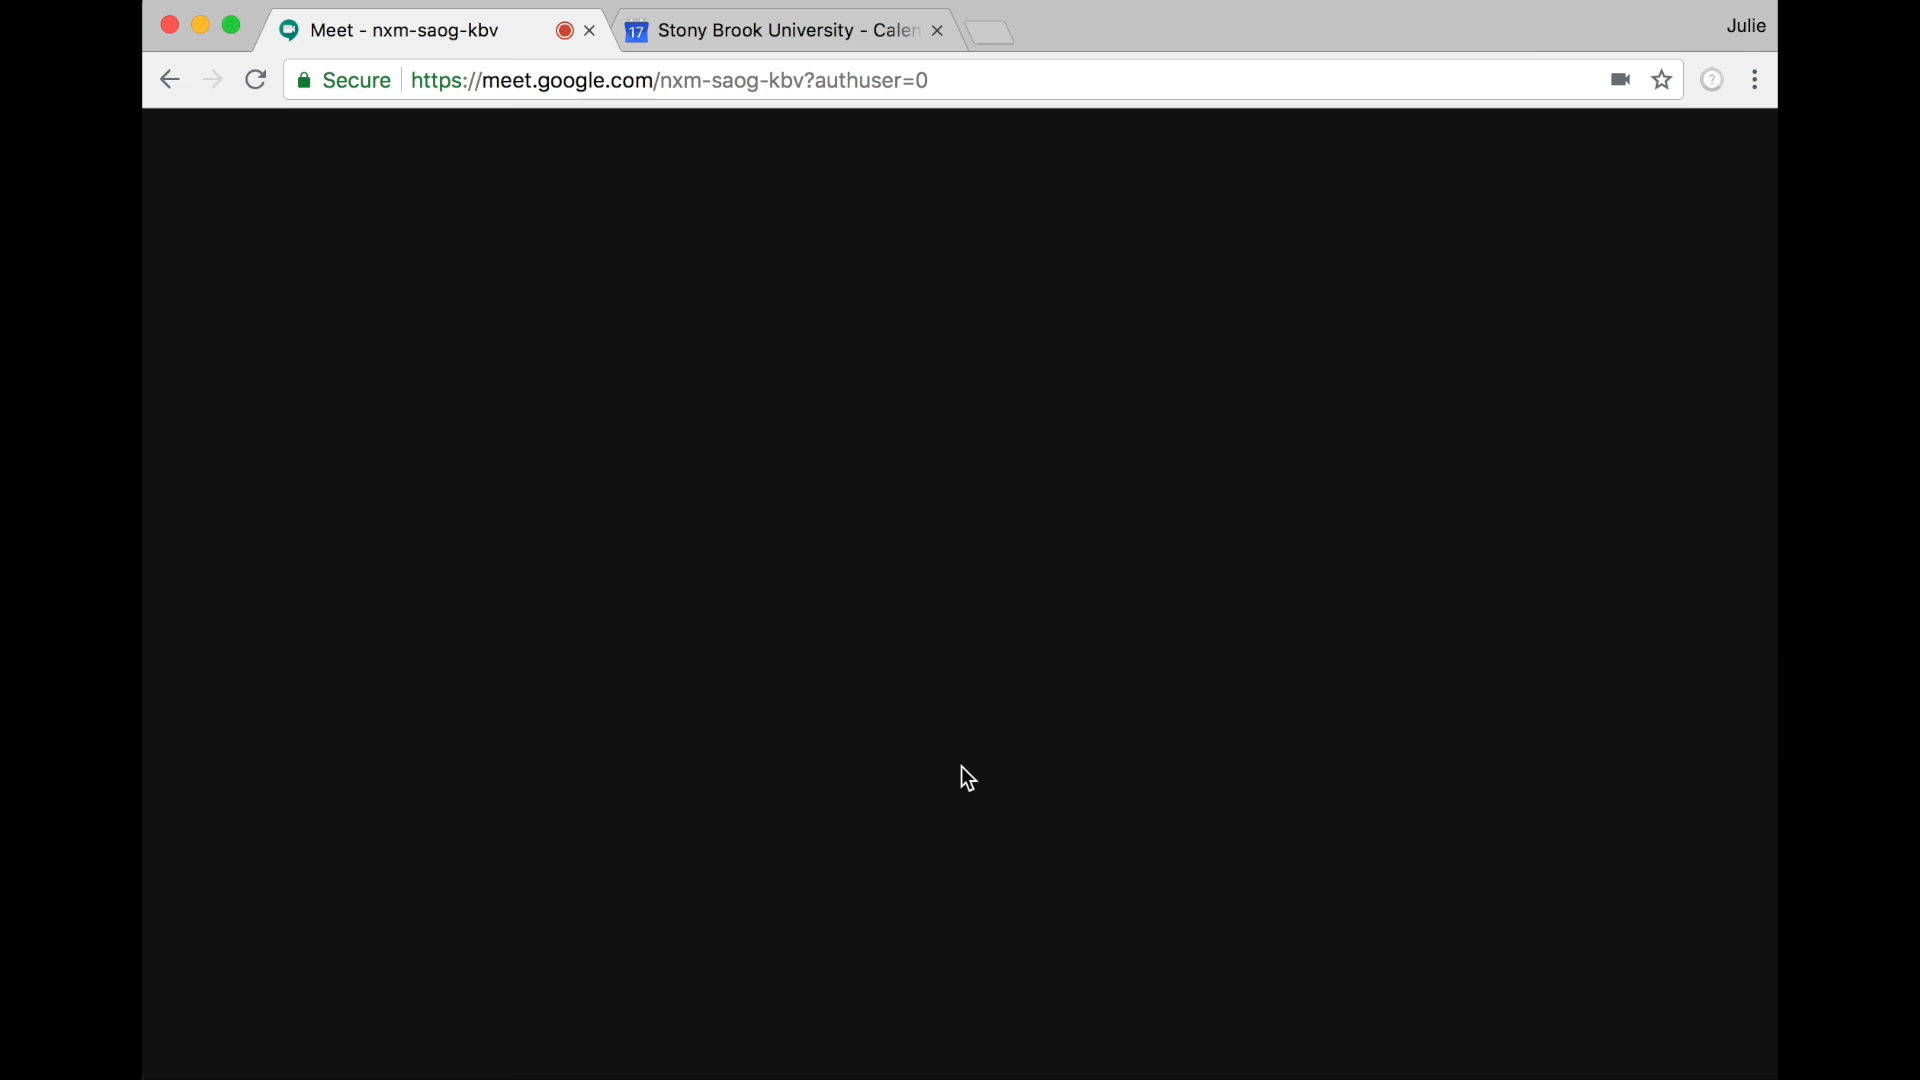 Meet - nxm-saog-kbv
Stony Brook University - Calen
Julie
Secure
https://meet.google.com/nxm-saog-kbv?authuser=0
17
?